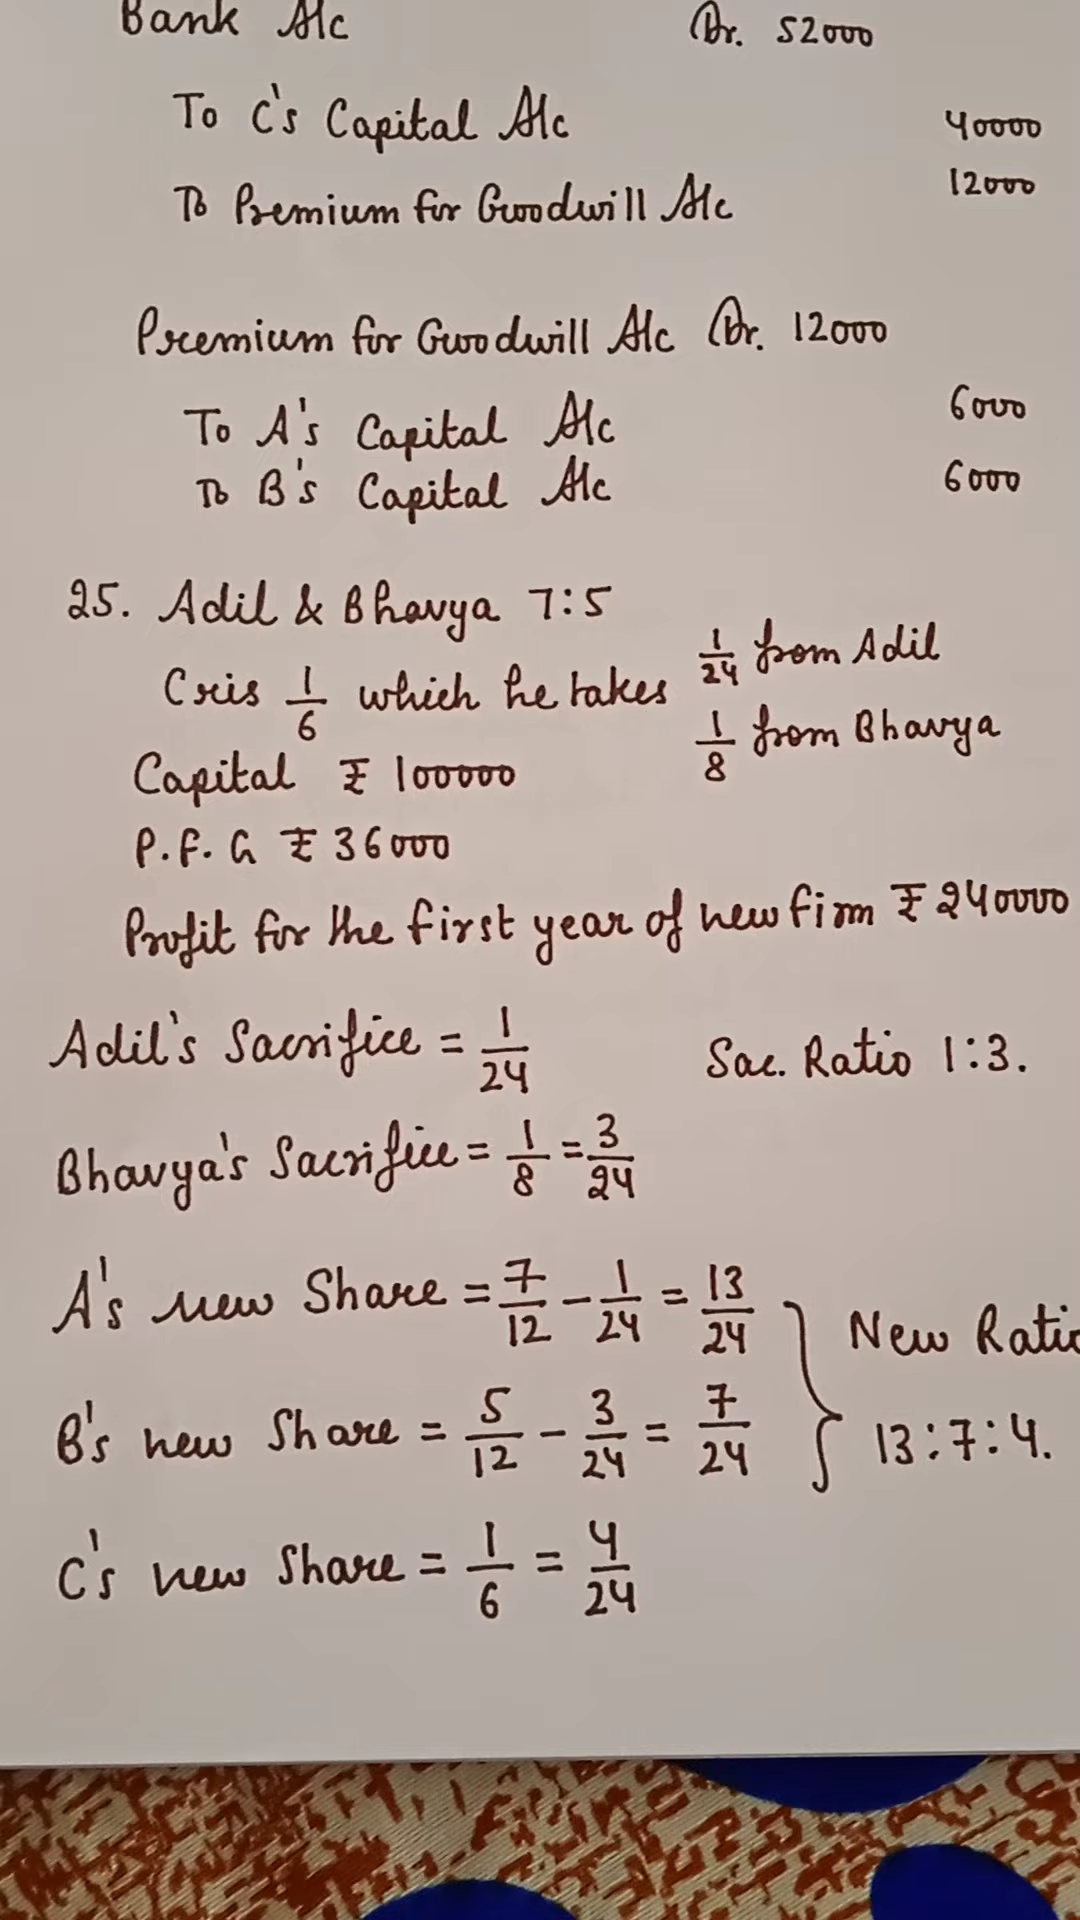 Bank A/c Dr. 52000
To C's Capital A/c 40000
To Premium for Goodwill A/c 12000
Premium for Goodwill A/c Dr. 12000
To A's Capital A/c 6000
To B's Capital A/c 6000
25. Adil & Bhavya 7:5
Cris 1/6 which he takes 1/24 from Adil
1/8 from Bhavya
Capital ₹ 100000
P.F.G ₹ 36000
Profit for the first year of new firm ₹ 240000
Adil's Sacrifice = 1/24 Sac. Ratio 1:3.
Bhavya's Sacrifice = 1/8 = 3/24
A's new Share = 7/12 - 1/24 = 13/24 } New Ratio
B's new Share = 5/12 - 3/24 = 7/24 13:7:4.
C's new Share = 1/6 = 4/24